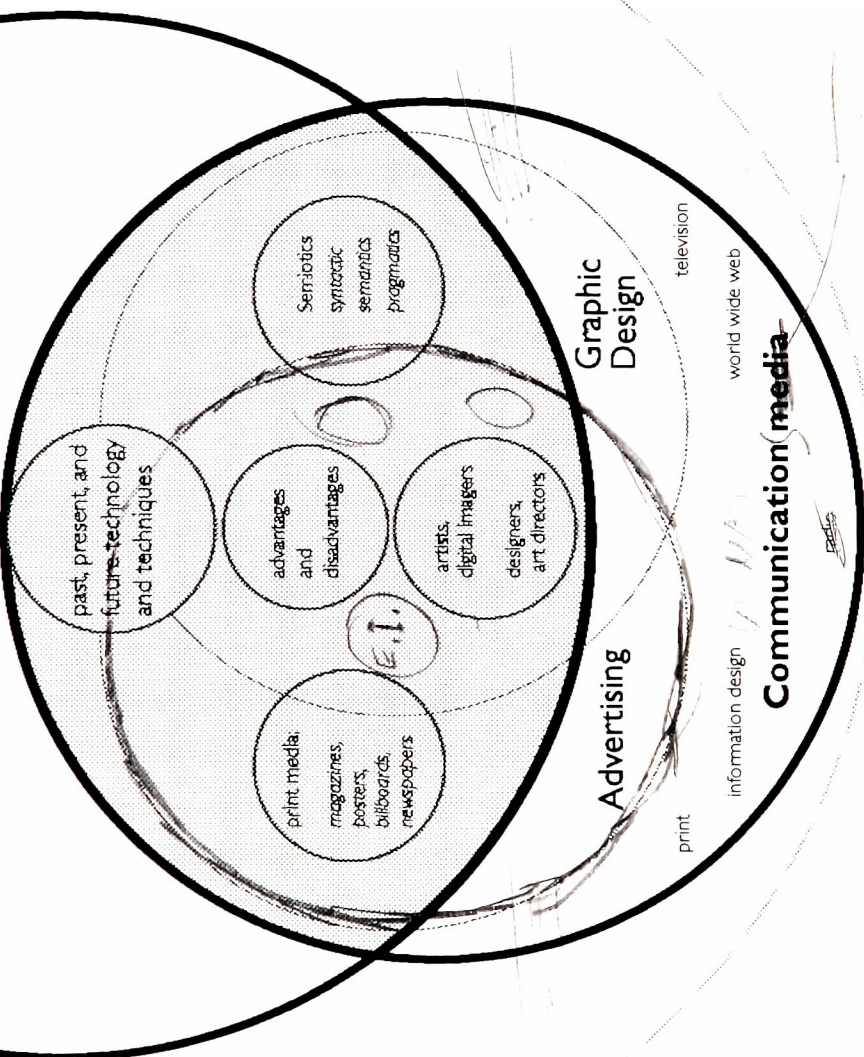 past, present, and
future technology
and techniques
print media,
magazines,
posters,
billboards,
newspapers
advantages
and
disadvantages
Semiotics
syntactic
semantics
pragmatics
E.I.
artists,
digital imagers
designers,
art directors
Advertising
Graphic
Design
print
television
information design
world wide web
Communication media